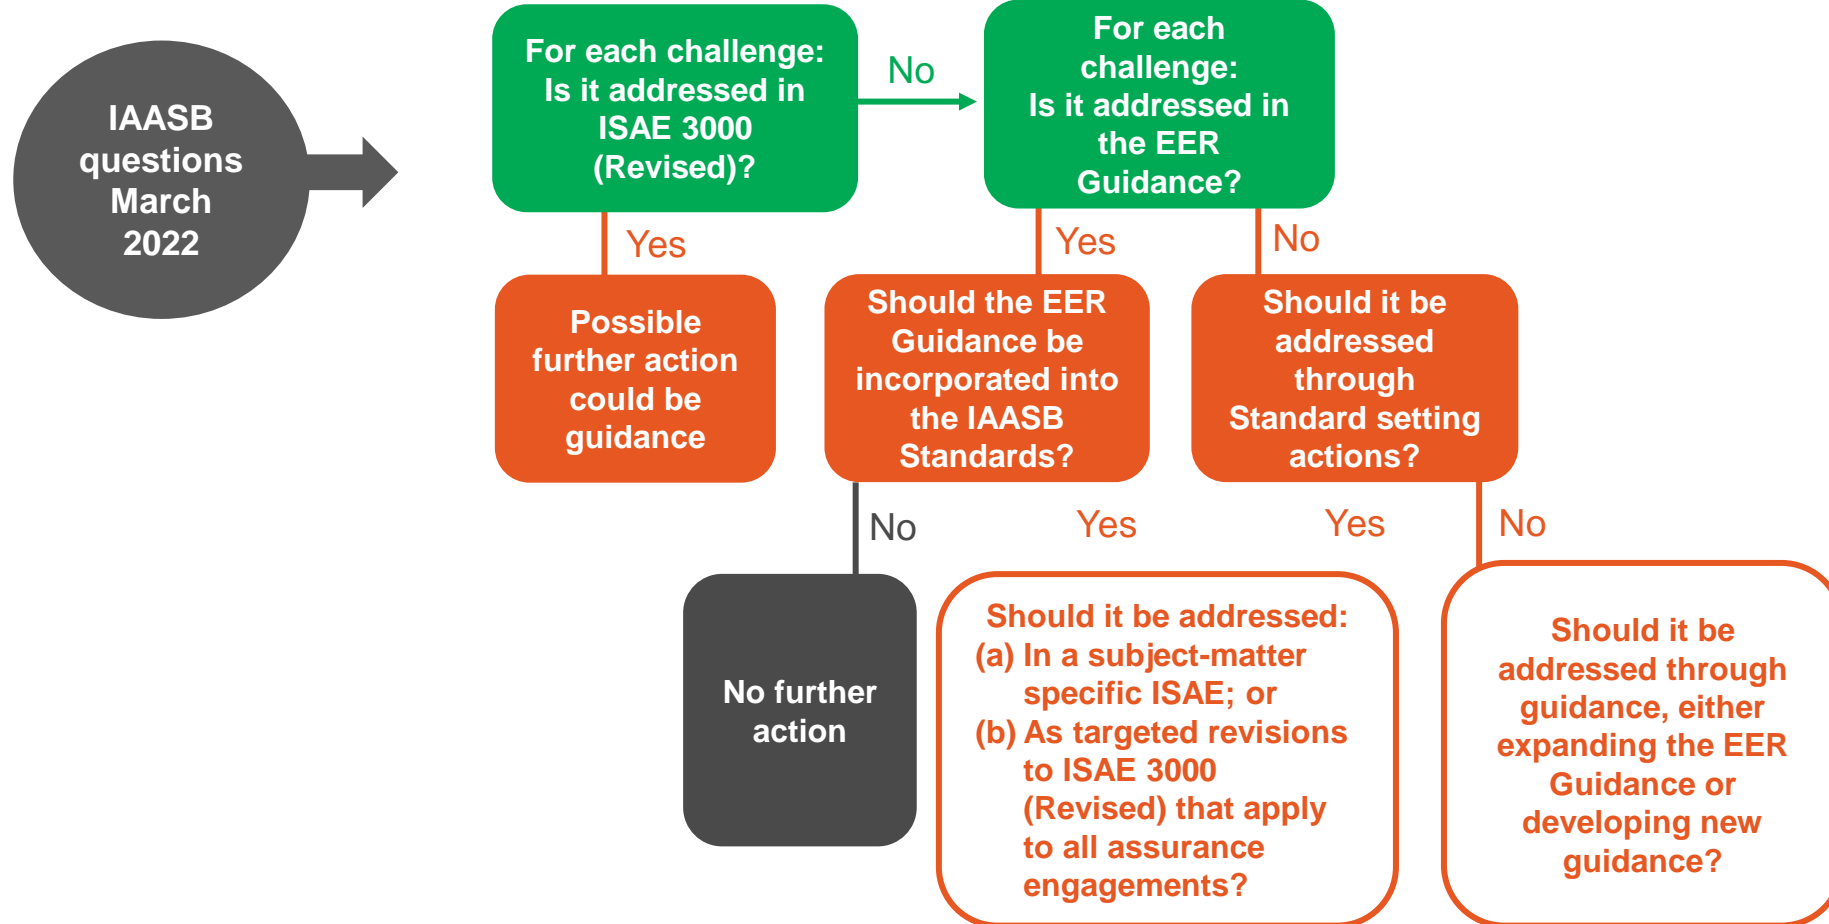 IAASB
questions
March
2022
For each challenge:
Is it addressed in
ISAE 3000
(Revised)?
No
For each
challenge:
Is it addressed in
the EER
Guidance?
Yes
Yes
No
Possible
further action
could be
guidance
Should the EER
Guidance be
incorporated into
the IAASB
Standards?
Should it be
addressed
through
Standard setting
actions?
No
Yes
Yes
No
No further
action
Should it be addressed:
(a) In a subject-matter
specific ISAE; or
(b) As targeted revisions
to ISAE 3000
(Revised) that apply
to all assurance
engagements?
Should it be
addressed through
guidance, either
expanding the EER
Guidance or
developing new
guidance?